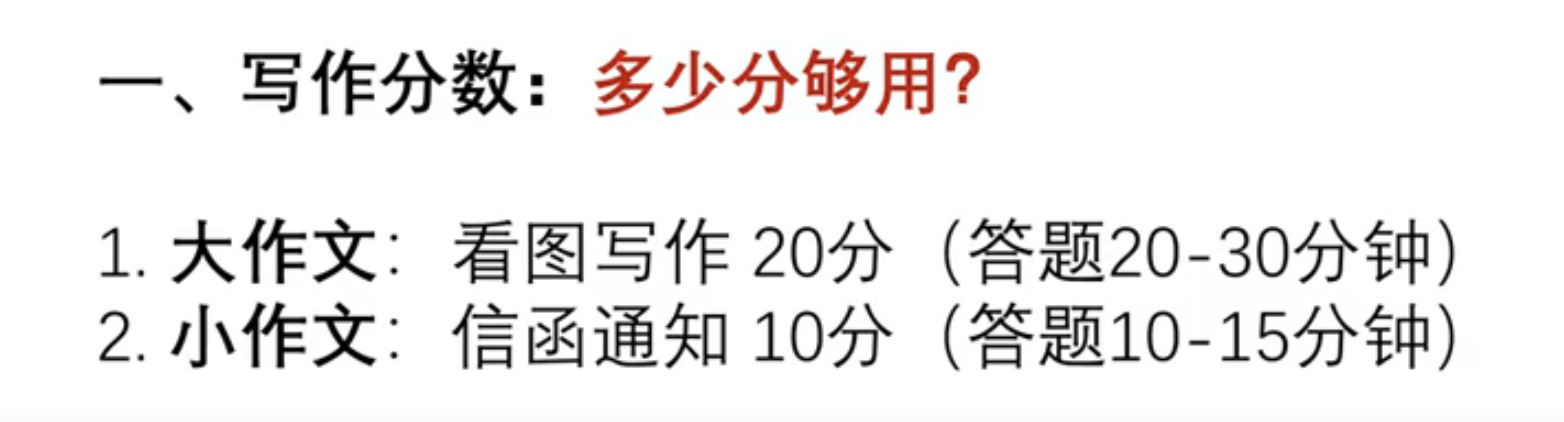 一、写作分数：多少分够用？
1. 大作文：看图写作 20分（答题20-30分钟）
2. 小作文：信函通知 10分（答题10-15分钟）